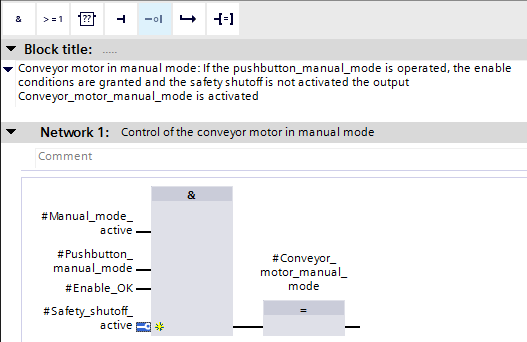 & >=1 ?? -o| -[=]
Block title: .....
Conveyor motor in manual mode: If the pushbutton_manual_mode is operated, the enable
conditions are granted and the safety shutoff is not activated the output
Conveyor_motor_manual_mode is activated
Network 1: Control of the conveyor motor in manual mode
Comment
&
#Manual_mode_
active
#Pushbutton_
manual_mode
#Enable_OK
#Safety_shutoff_
active
#Conveyor_
motor_manual_
mode
=